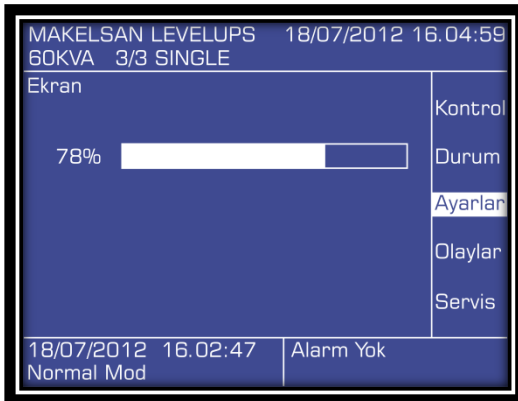 MAKELSAN LEVELUPS 18/07/2012 16.04:59
60KVA 3/3 SINGLE
Ekran
Kontrol
78%
Durum
Ayarlar
Olaylar
Servis
18/07/2012 16.02:47 Alarm Yok
Normal Mod